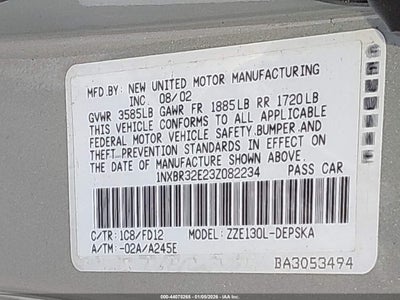 MFD.BY: NEW UNITED MOTOR MANUFACTURING
INC. 08/02
GVWR 3585LB GAWR FR 1885LB RR 1720LB
THIS VEHICLE CONFORMS TO ALL APPLICABLE
FEDERAL MOTOR VEHICLE SAFETY,BUMPER,AND
THEFT PREVENTION STANDARDS IN EFFECT ON
THE DATE OF MANUFACTURE SHOWN ABOVE.
1NXBR32E23Z082234 PASS CAR
C/TR: 1C8/FD12 MODEL: ZZE130L-DEPSKA
A/TM: -02A/A245E
BA3053494
000-44070265 - 01/05/2026 - IAA LLC